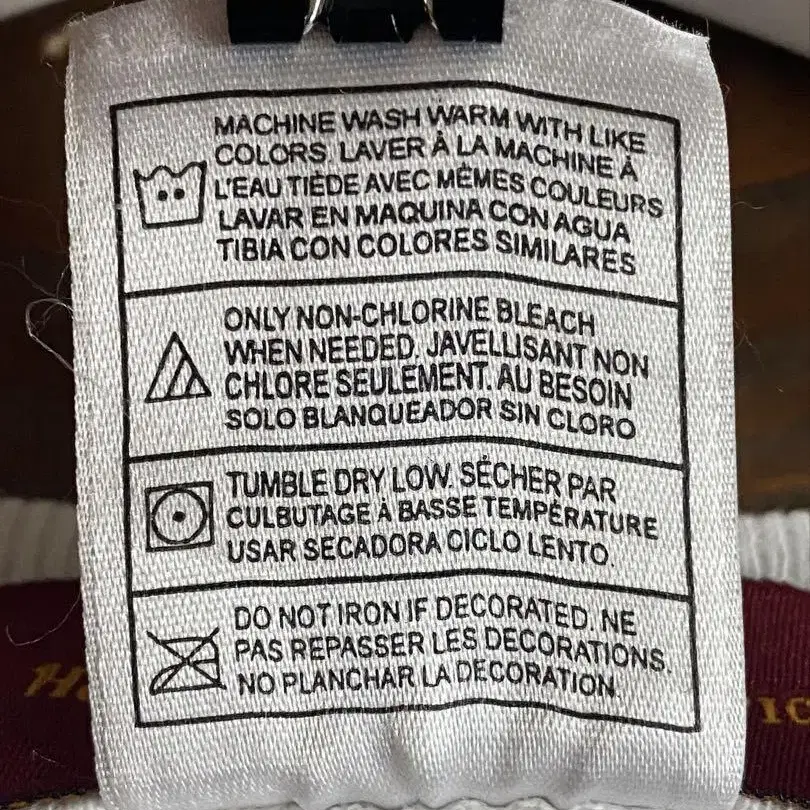 MACHINE WASH WARM WITH LIKE
COLORS. LAVER À LA MACHINE À
L'EAU TIÈDE AVEC MÊMES COULEURS
LAVAR EN MAQUINA CON AGUA
TIBIA CON COLORES SIMILARES
ONLY NON-CHLORINE BLEACH
WHEN NEEDED. JAVELLISANT NON
CHLORE SEULEMENT. AU BESOIN
SOLO BLANQUEADOR SIN CLORO
TUMBLE DRY LOW. SÉCHER PAR
CULBUTAGE À BASSE TEMPÉRATURE
USAR SECADORA CICLO LENTO.
DO NOT IRON IF DECORATED. NE
PAS REPASSER LES DECORATIONS.
NO PLANCHAR LA DECORATION.